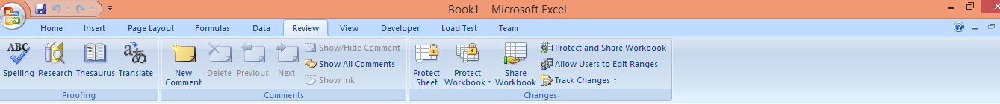 Book1 - Microsoft Excel
Home Insert Page Layout Formulas Data Review View Developer Load Test Team
ABC
Spelling Research Thesaurus Translate
Proofing
New Comment Delete Previous Next
Show/Hide Comment
Show All Comments
Show Ink
Comments
Protect Sheet Protect Workbook Share Workbook
Protect and Share Workbook
Allow Users to Edit Ranges
Track Changes
Changes